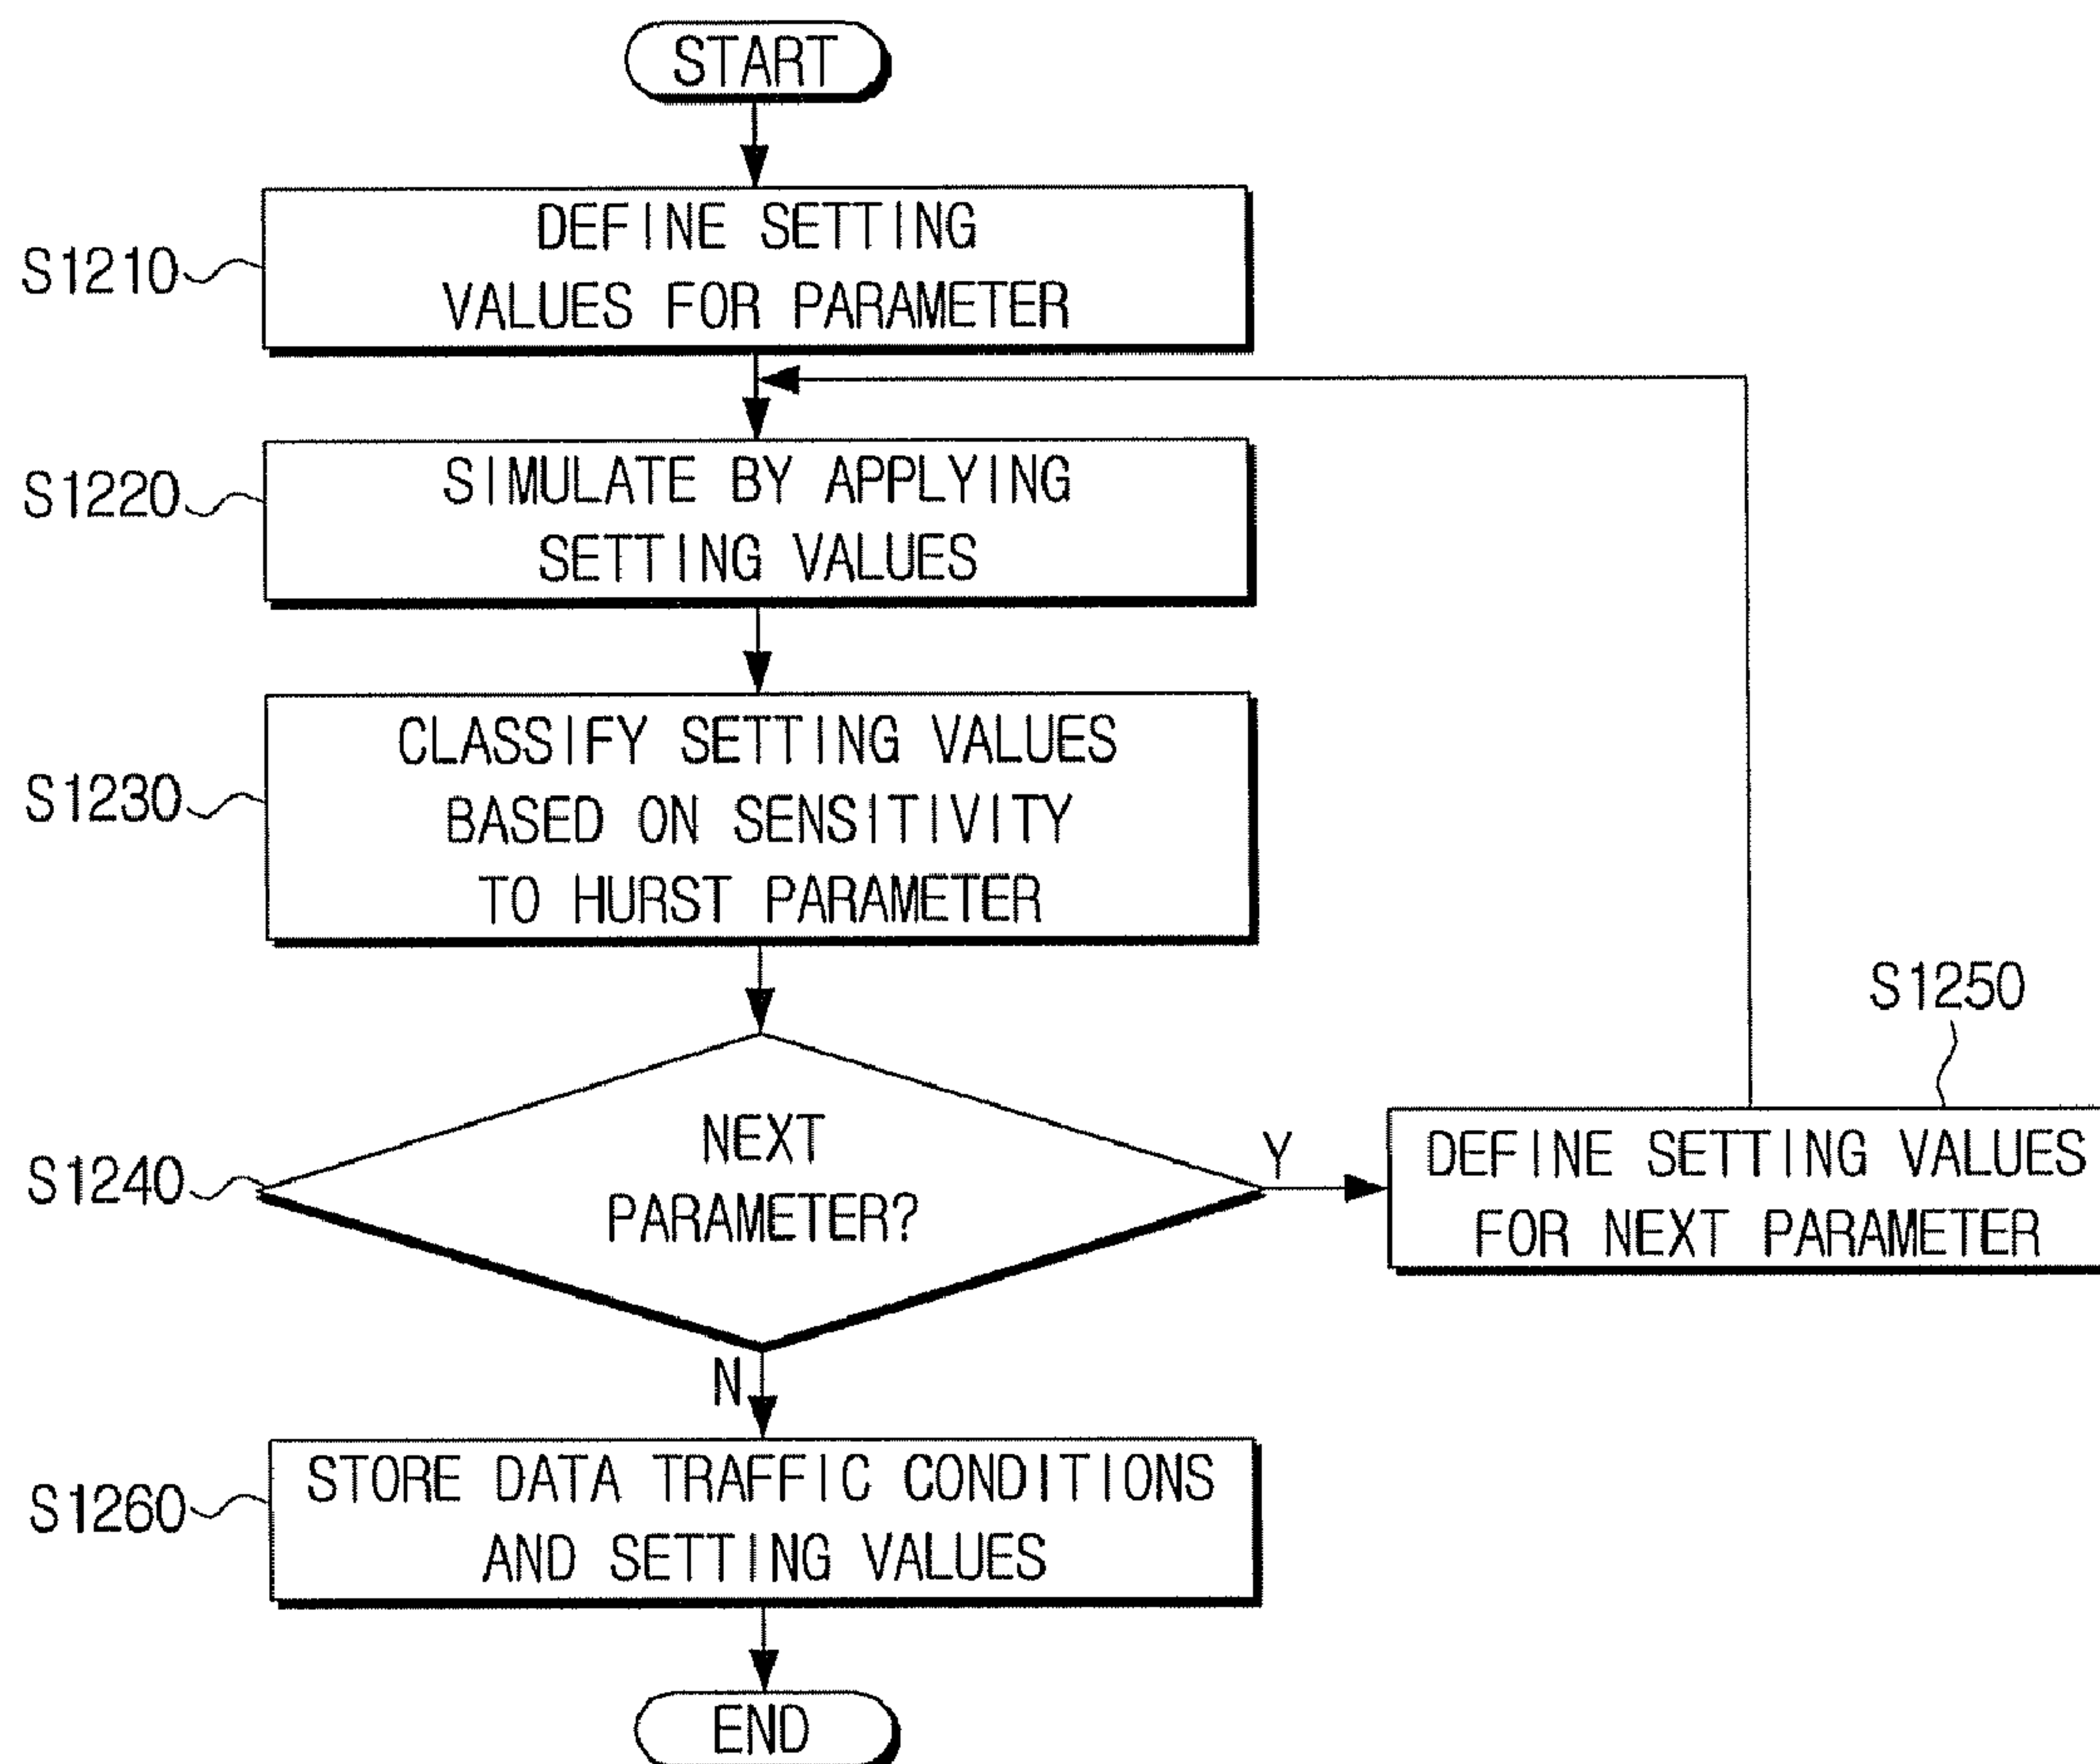 START
S1210
DEFINE SETTING
VALUES FOR PARAMETER
S1220
SIMULATE BY APPLYING
SETTING VALUES
S1230
CLASSIFY SETTING VALUES
BASED ON SENSITIVITY
TO HURST PARAMETER
S1240
NEXT
PARAMETER?
Y
S1250
DEFINE SETTING VALUES
FOR NEXT PARAMETER
N
S1260
STORE DATA TRAFFIC CONDITIONS
AND SETTING VALUES
END